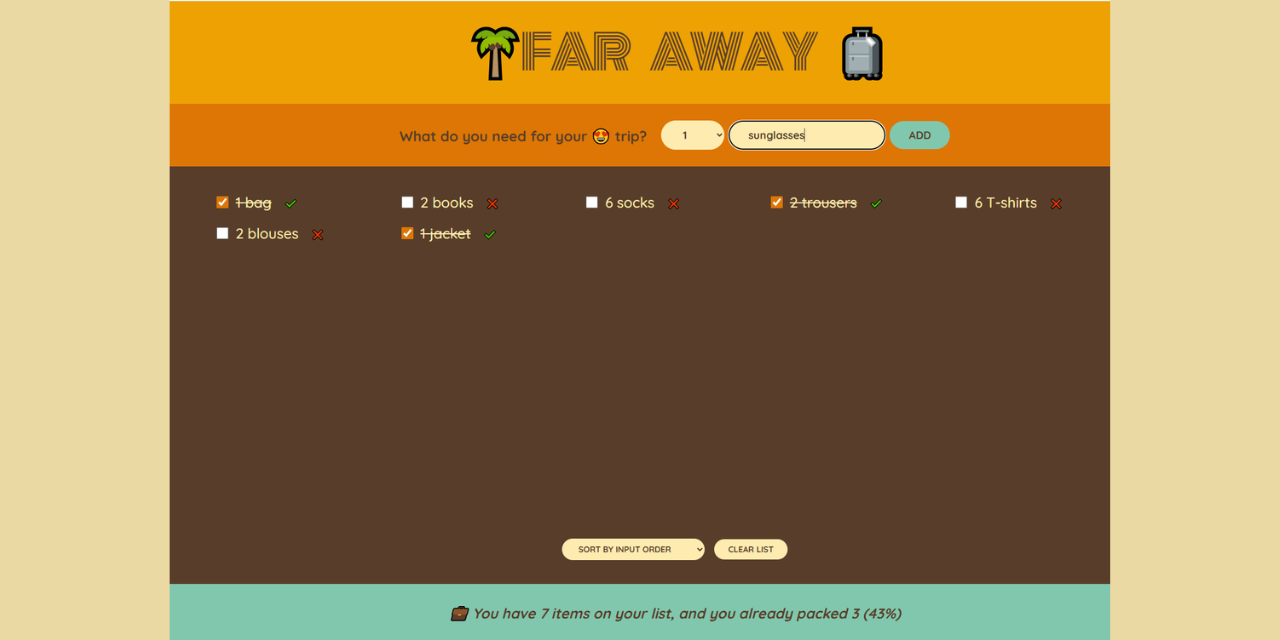 FAR AWAY
What do you need for your 😍 trip? 1 sunglasses ADD
1 bag 2 books 6 socks 2 trousers 6 T-shirts
2 blouses 1 jacket
SORT BY INPUT ORDER CLEAR LIST
You have 7 items on your list, and you already packed 3 (43%)